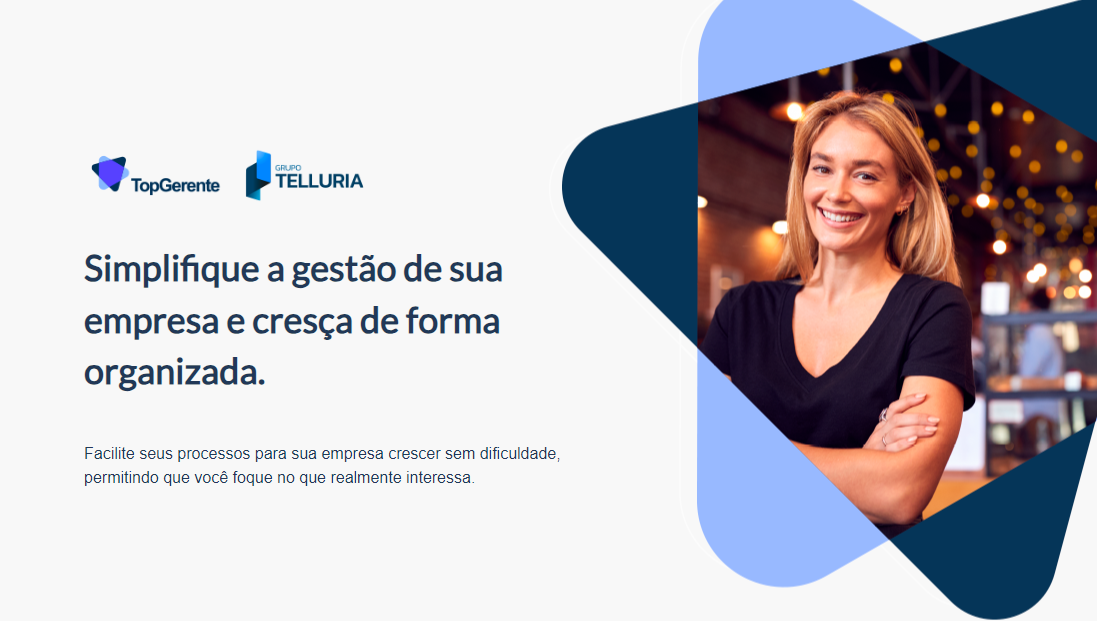 TopGerente
GRUPO
TELLURIA
Simplifique a gestão de sua
empresa e cresça de forma
organizada.
Facilite seus processos para sua empresa crescer sem dificuldade,
permitindo que você foque no que realmente interessa.